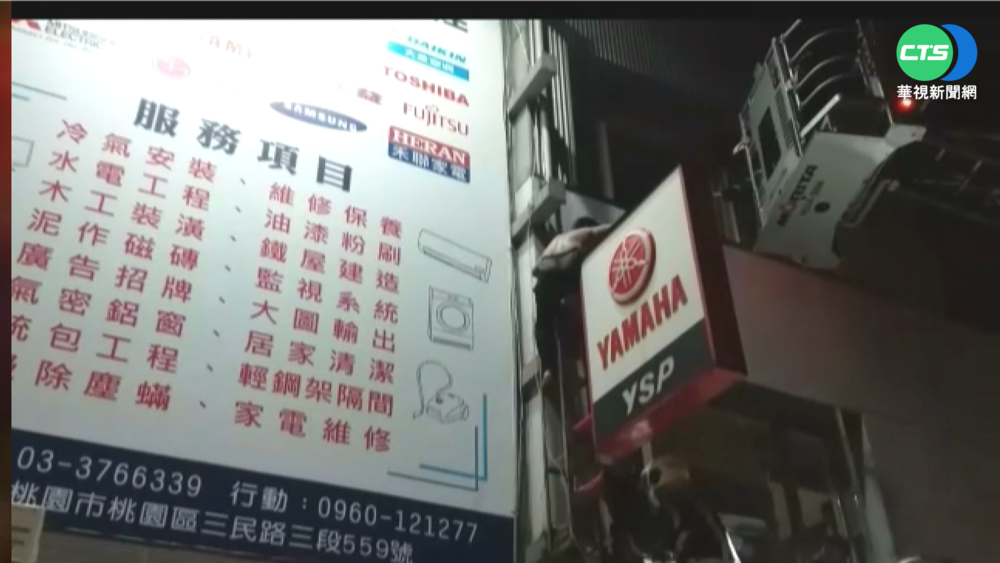 MITSUBISHI
ELECTRIC
DAIKIN
TOSHIBA
SAMSUNG
FUJITSU
HERAN
禾聯家電
服務項目
冷氣安裝、維修保養
水電工程、油漆粉刷
木工裝潢、鐵屋建造
泥作磁磚、監視系統
廣告招牌、大圖輸出
氣密鋁窗、居家清潔
統包工程、輕鋼架隔間
除塵蟎、家電維修
03-3766339 行動：0960-121277
桃園市桃園區三民路三段559號
YAMAHA
YSP
CTS
華視新聞網